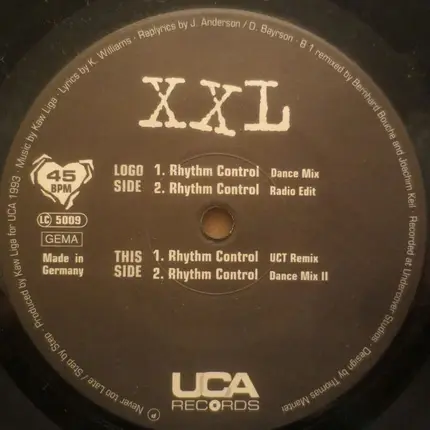 Produced by Kaw Liga for UCA 1993 · Music by Kaw Liga · Lyrics by K. Williams · Raplyrics by J. Anderson / D. Bayrson · B 1 remixed by Bernhard Bouche and Joachim Keil · Recorded at Undercover Studios · Design by Thomas Manter
XXL
45
BPM
LC 5009
GEMA
Made in
Germany
LOGO 1. Rhythm Control Dance Mix
SIDE 2. Rhythm Control Radio Edit
THIS 1. Rhythm Control UCT Remix
SIDE 2. Rhythm Control Dance Mix II
UCA
RECORDS
℗ Never too Late / Step by Step